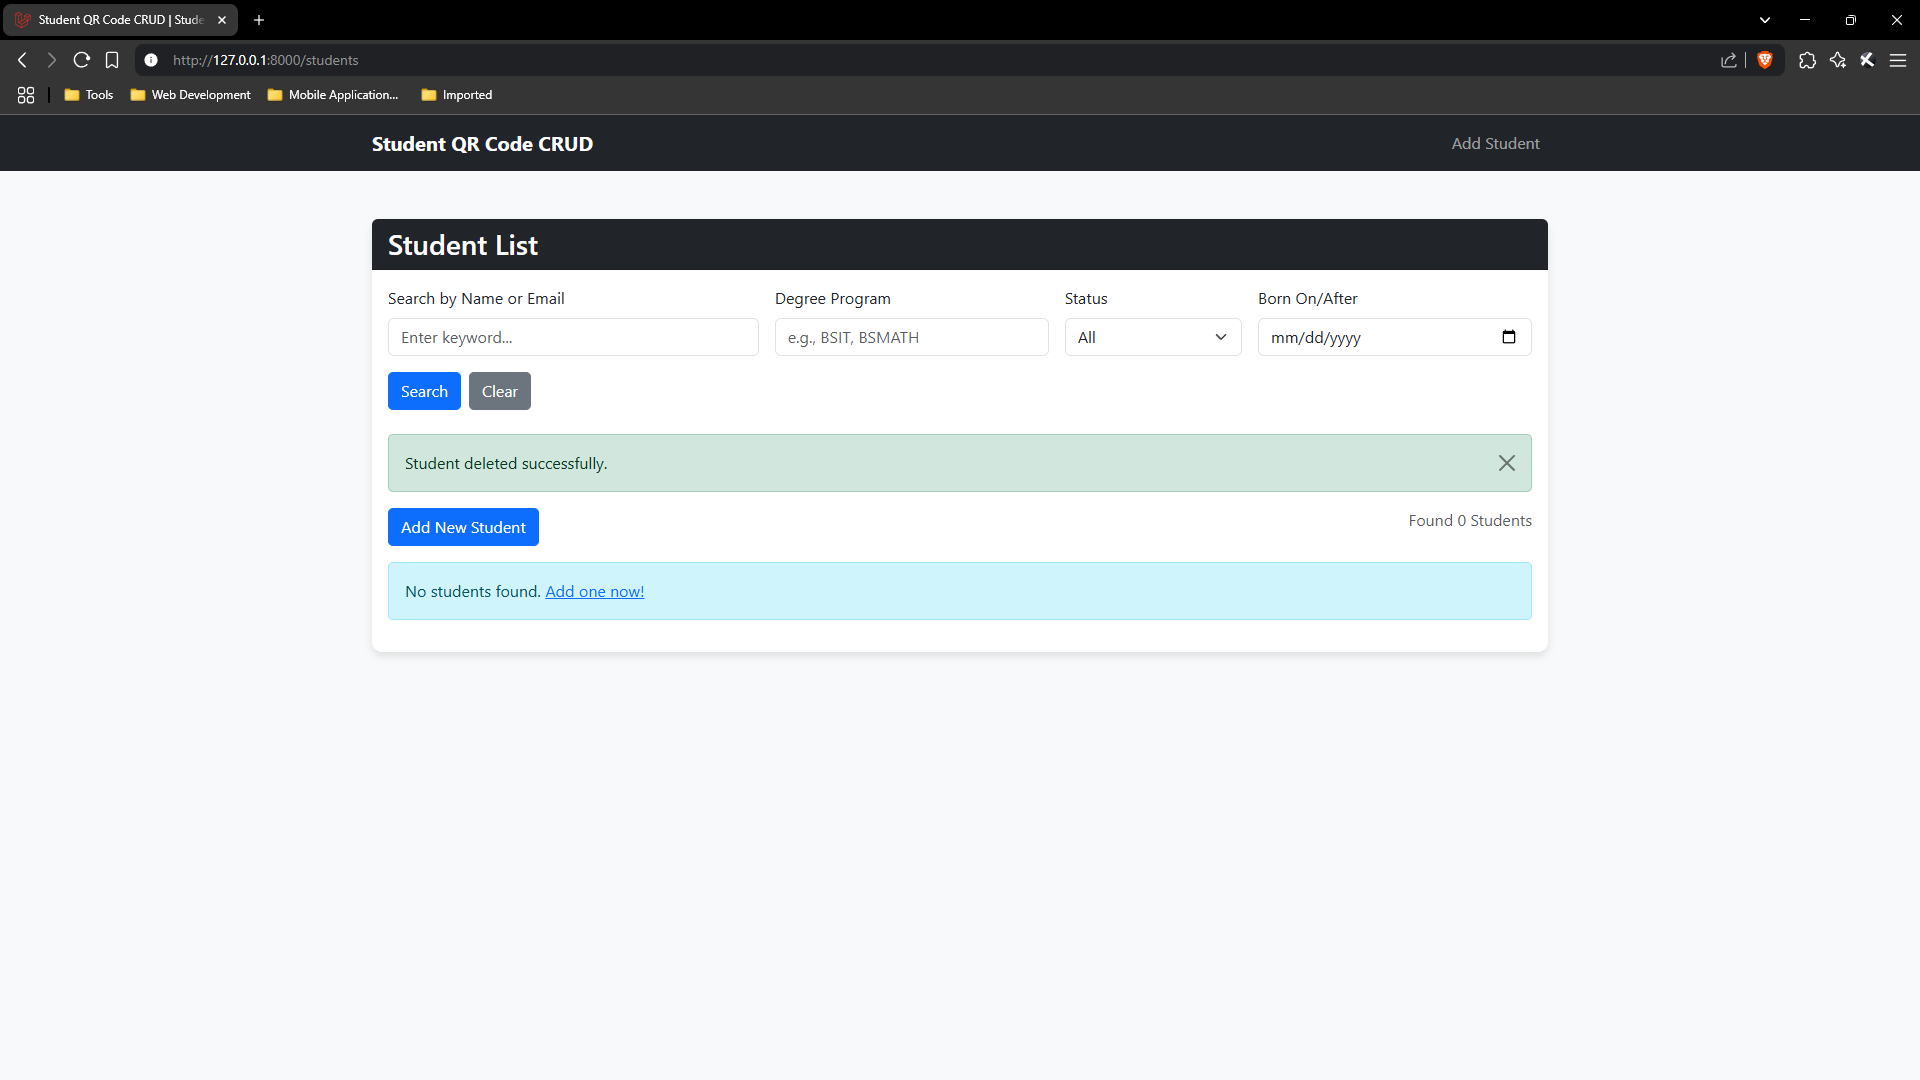 Student QR Code CRUD | Stude
http://127.0.0.1:8000/students
Tools Web Development Mobile Application... Imported
Student QR Code CRUD Add Student
Student List
Search by Name or Email Degree Program Status Born On/After
Enter keyword... e.g., BSIT, BSMATH All mm/dd/yyyy
Search Clear
Student deleted successfully.
Add New Student Found 0 Students
No students found. Add one now!